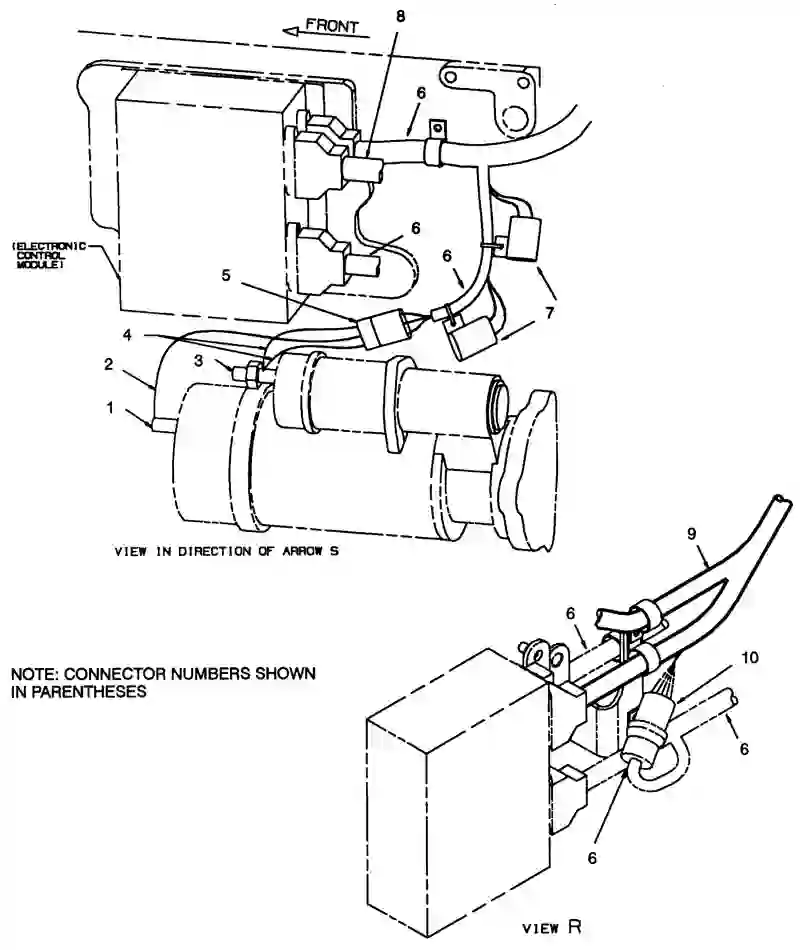 FRONT
8
6
(ELECTRONIC
CONTROL
MODULE)
6
6
5
7
4
3
2
1
VIEW IN DIRECTION OF ARROW S
9
6
NOTE: CONNECTOR NUMBERS SHOWN
IN PARENTHESES
10
6
6
VIEW R